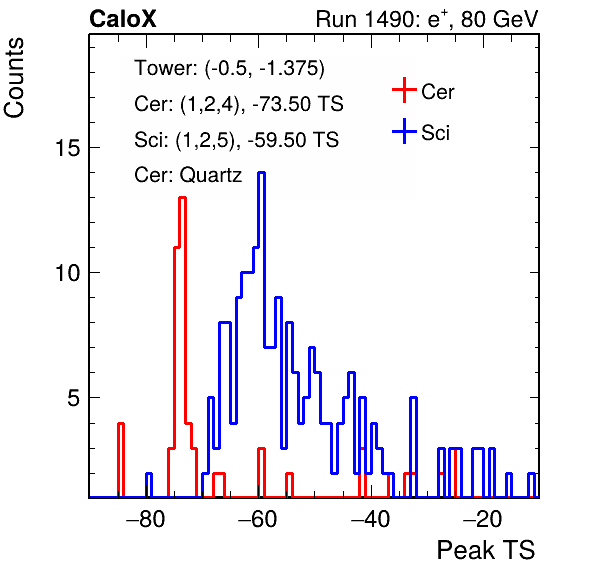 CaloX Run 1490: e⁺, 80 GeV
Counts
Tower: (-0.5, -1.375)
Cer: (1,2,4), -73.50 TS
Sci: (1,2,5), -59.50 TS
Cer: Quartz
Cer
Sci
15
10
5
−80 −60 −40 −20
Peak TS